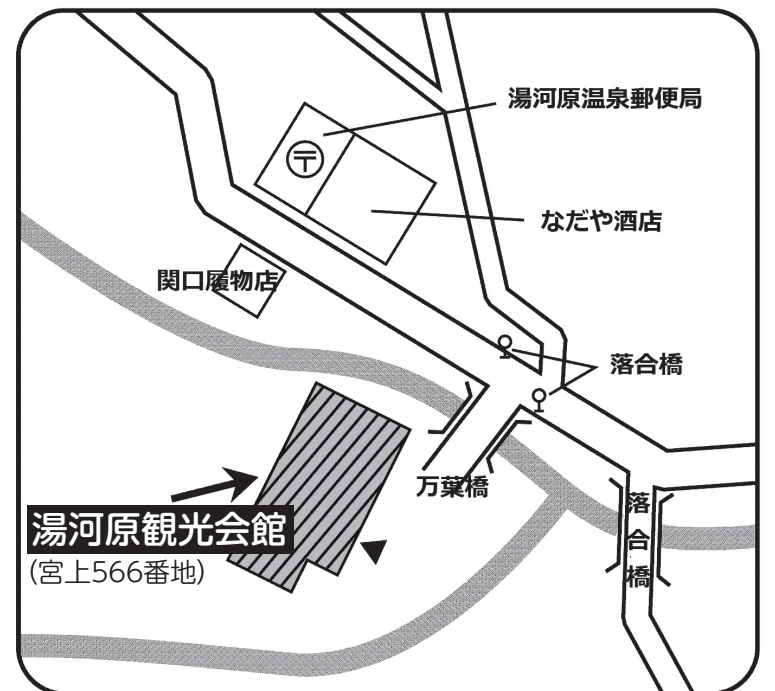 湯河原温泉郵便局
〒
なだや酒店
関口履物店
落合橋
万葉橋
落合橋
湯河原観光会館
(宮上566番地)